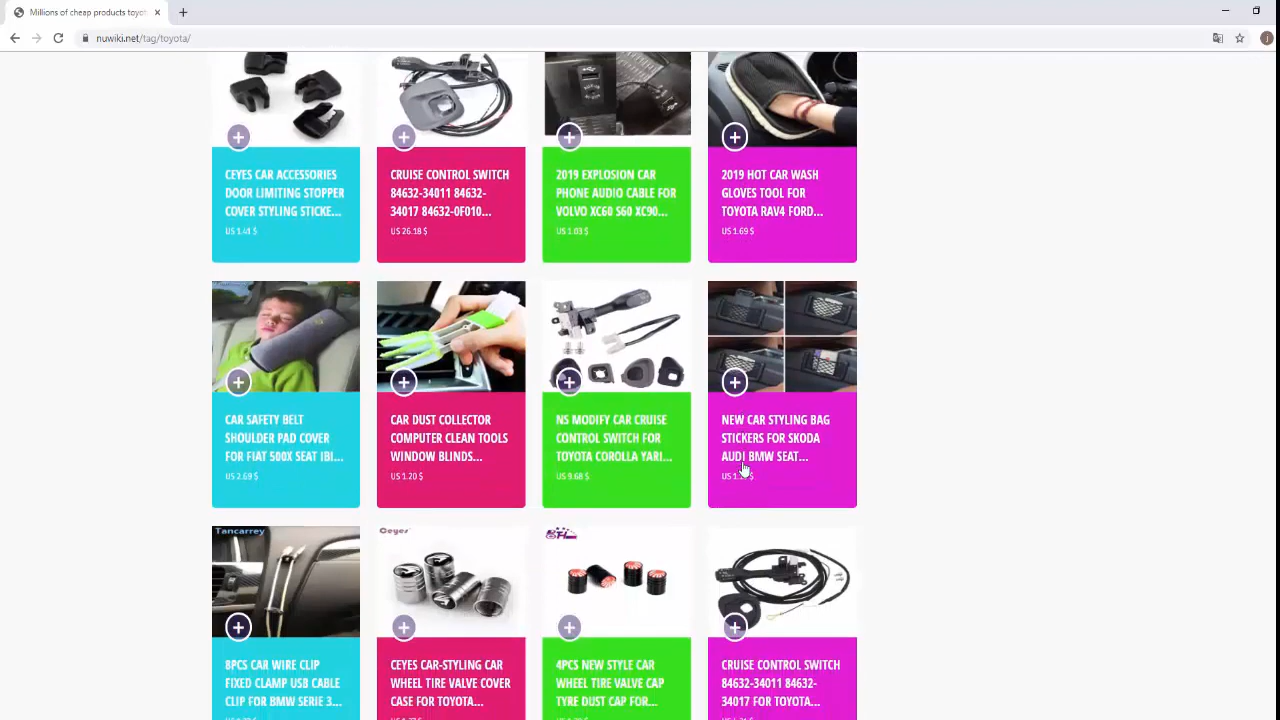 Millions of cheap products toyot
nuwiki.net/tag/toyota/
j
CEYES CAR ACCESSORIES
DOOR LIMITING STOPPER
COVER STYLING STICKE...
US 1.41 $
CRUISE CONTROL SWITCH
84632-34011 84632-
34017 84632-0F010...
US 26.18 $
2019 EXPLOSION CAR
PHONE AUDIO CABLE FOR
VOLVO XC60 S60 XC90...
US 1.03 $
2019 HOT CAR WASH
GLOVES TOOL FOR
TOYOTA RAV4 FORD...
US 1.69 $
CAR SAFETY BELT
SHOULDER PAD COVER
FOR FIAT 500X SEAT IBI...
US 2.69 $
CAR DUST COLLECTOR
COMPUTER CLEAN TOOLS
WINDOW BLINDS...
US 1.20 $
NS MODIFY CAR CRUISE
CONTROL SWITCH FOR
TOYOTA COROLLA YARI...
US 9.68 $
NEW CAR STYLING BAG
STICKERS FOR SKODA
AUDI BMW SEAT...
US
Tancarrey
8PCS CAR WIRE CLIP
FIXED CLAMP USB CABLE
CLIP FOR BMW SERIE 3...
Ceyes
CEYES CAR-STYLING CAR
WHEEL TIRE VALVE COVER
CASE FOR TOYOTA...
4PCS NEW STYLE CAR
WHEEL TIRE VALVE CAP
TYRE DUST CAP FOR...
CRUISE CONTROL SWITCH
84632-34011 84632-
34017 FOR TOYOTA...